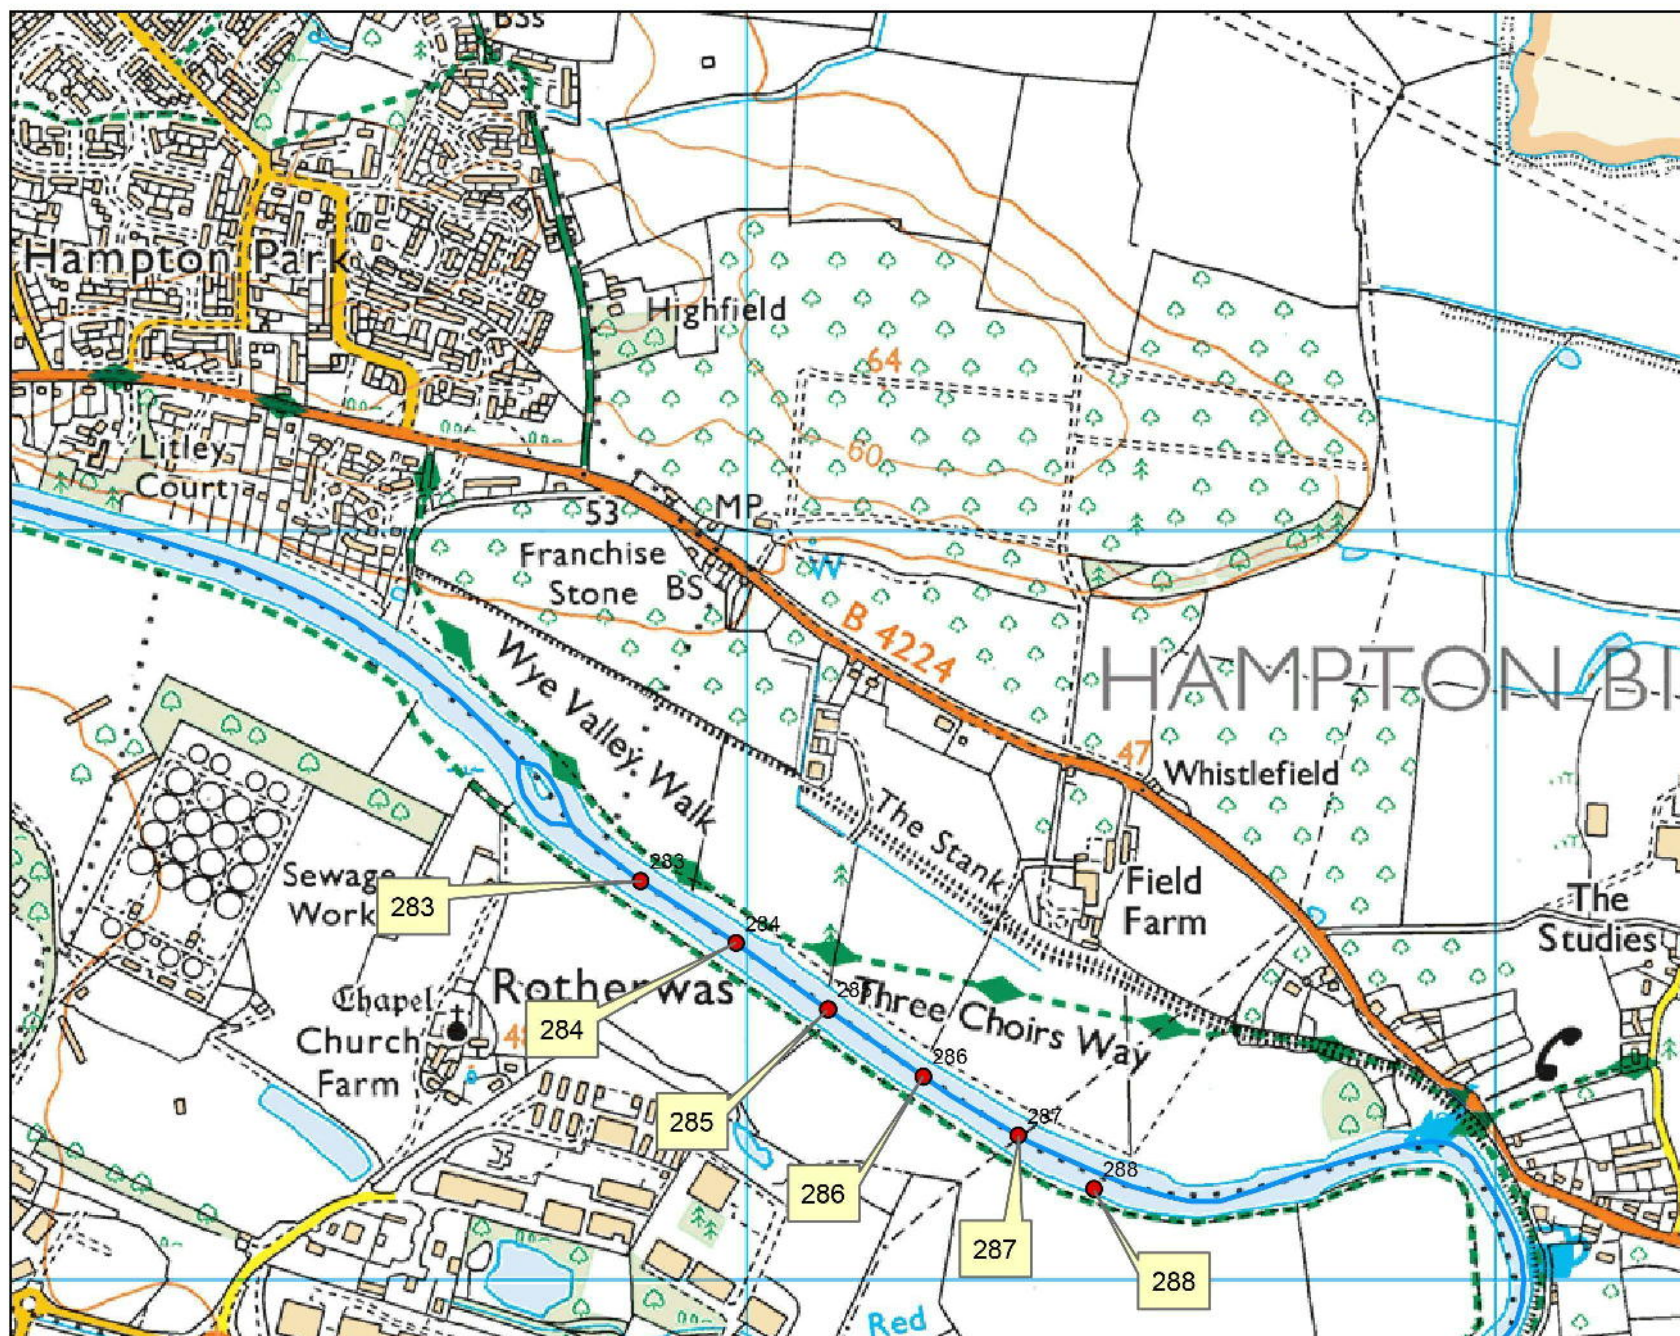 BSs
Hampton Park
Highfield
64
Litley
Court
60
MP
53
Franchise
Stone
BS
W
B 4224
HAMPTON BI
Wye Valley Walk
47
Whistlefield
The Stank
283
Sewage
Work
283
Field
Farm
The
Studies
284
Rotherwas
Chapel
Church
Farm
48
284
285
Three Choirs Way
286
285
287
288
286
287
288
Red